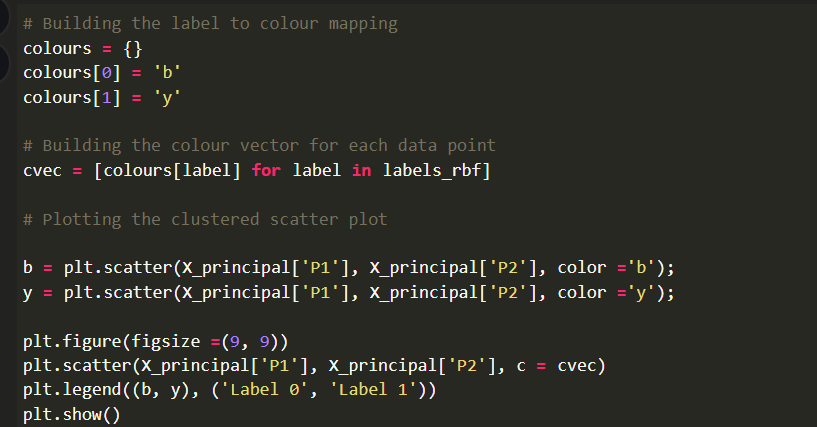 # Building the label to colour mapping
colours = {}
colours[0] = 'b'
colours[1] = 'y'
# Building the colour vector for each data point
cvec = [colours[label] for label in labels_rbf]
# Plotting the clustered scatter plot
b = plt.scatter(X_principal['P1'], X_principal['P2'], color ='b');
y = plt.scatter(X_principal['P1'], X_principal['P2'], color ='y');
plt.figure(figsize =(9, 9))
plt.scatter(X_principal['P1'], X_principal['P2'], c = cvec)
plt.legend((b, y), ('Label 0', 'Label 1'))
plt.show()